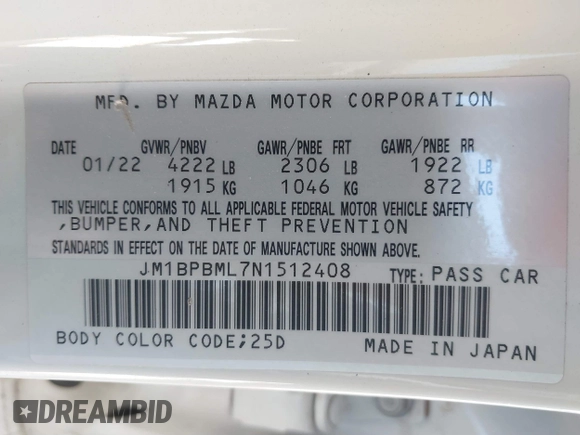 MFD. BY MAZDA MOTOR CORPORATION
DATE GVWR/PNBV GAWR/PNBE FRT GAWR/PNBE RR
01/22 4222 LB 2306 LB 1922 LB
1915 KG 1046 KG 872 KG
THIS VEHICLE CONFORMS TO ALL APPLICABLE FEDERAL MOTOR VEHICLE SAFETY
,BUMPER,AND THEFT PREVENTION
STANDARDS IN EFFECT ON THE DATE OF MANUFACTURE SHOWN ABOVE.
JM1BPBML7N1512408 TYPE: PASS CAR
BODY COLOR CODE;25D MADE IN JAPAN
DREAMBID